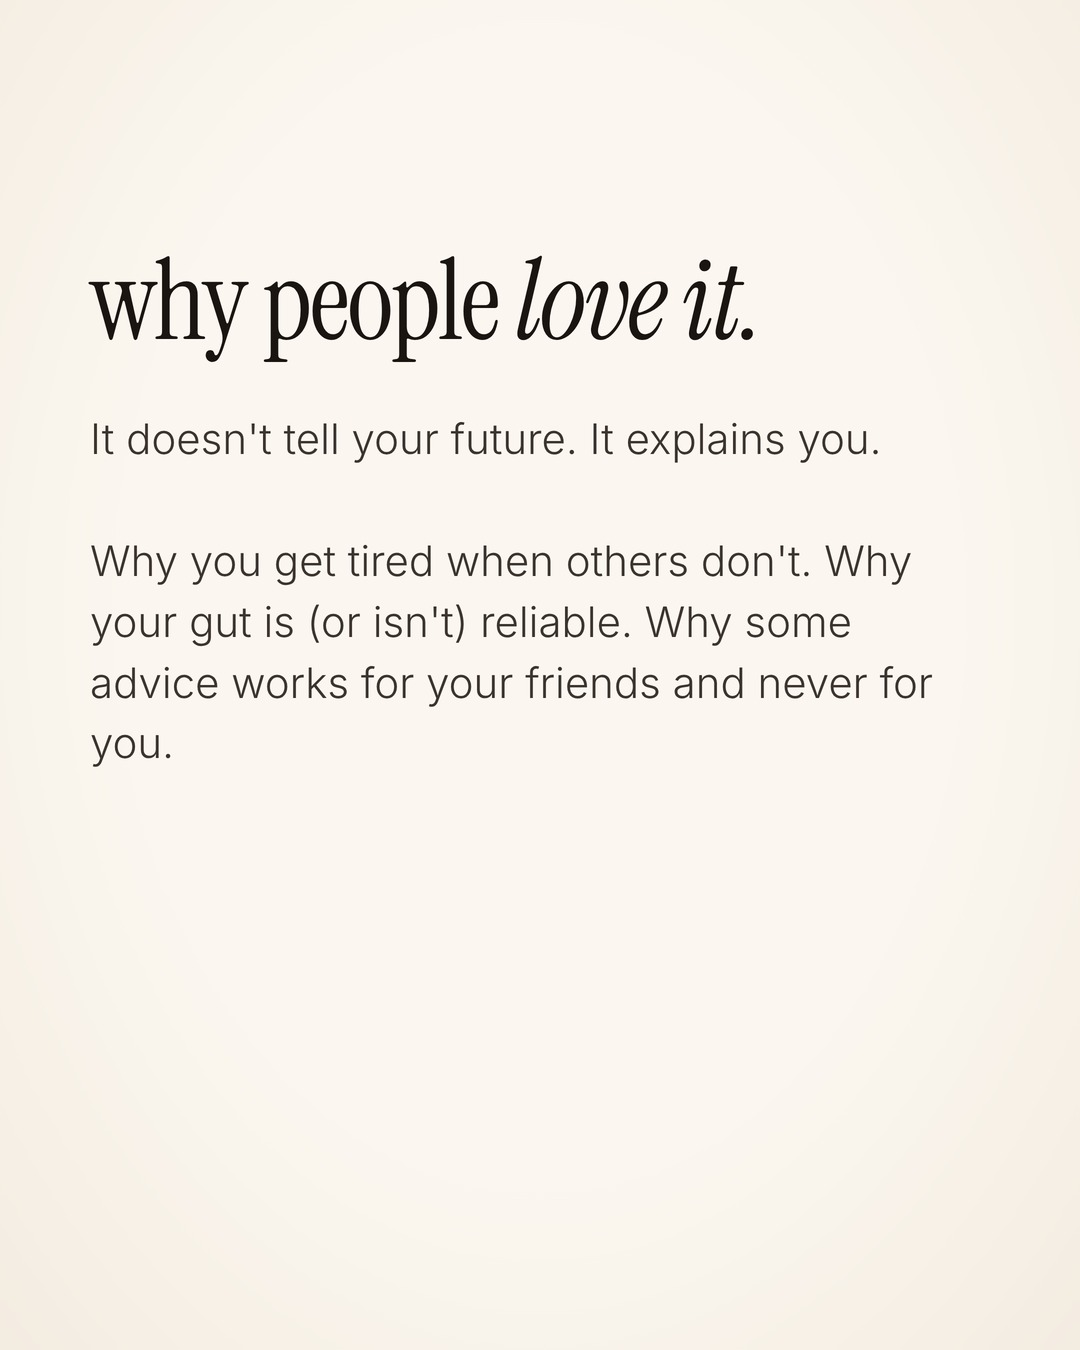 why people love it.
It doesn't tell your future. It explains you.
Why you get tired when others don't. Why
your gut is (or isn't) reliable. Why some
advice works for your friends and never for
you.